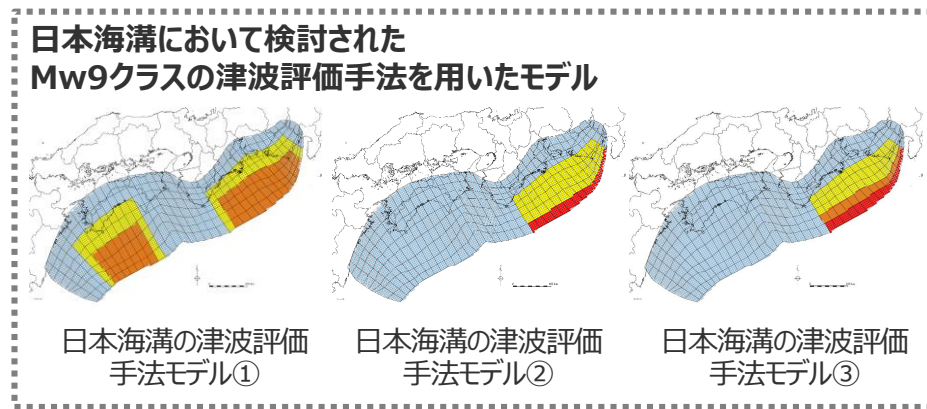 日本海溝において検討された
Mw9クラスの津波評価手法を用いたモデル
日本海溝の津波評価
手法モデル①
日本海溝の津波評価
手法モデル②
日本海溝の津波評価
手法モデル③